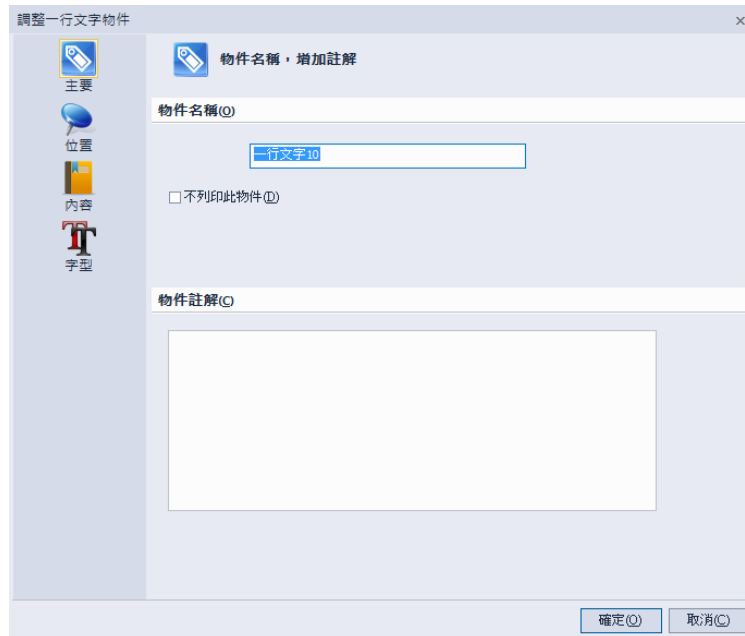 調整一行文字物件
主要
位置
內容
字型
物件名稱，增加註解
物件名稱(O)
一行文字10
不列印此物件(D)
物件註解(C)
確定(O)
取消(C)